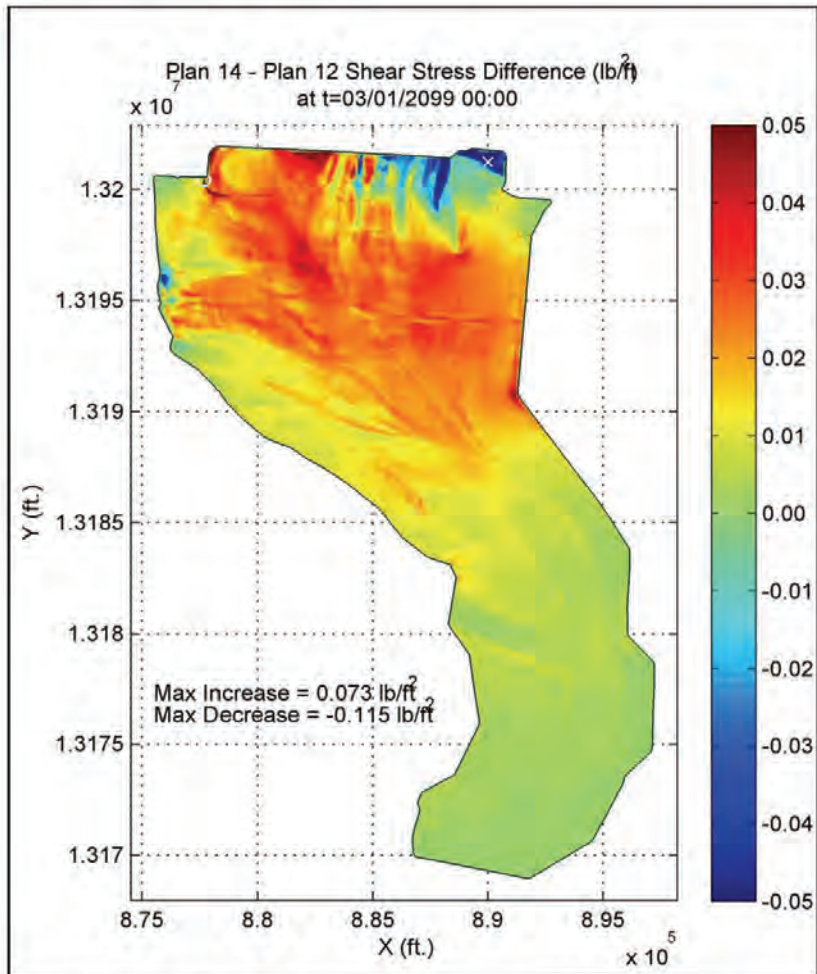 Plan 14 - Plan 12 Shear Stress Difference (lb/ft²)
at t=03/01/2099 00:00
x 10⁷
1.32
1.3195
1.319
1.3185
1.318
1.3175
1.317
Y (ft.)
Max Increase = 0.073 lb/ft²
Max Decrease = -0.115 lb/ft²
8.75
8.8
8.85
8.9
8.95
X (ft.)
x 10⁵
0.05
0.04
0.03
0.02
0.01
0.00
-0.01
-0.02
-0.03
-0.04
-0.05